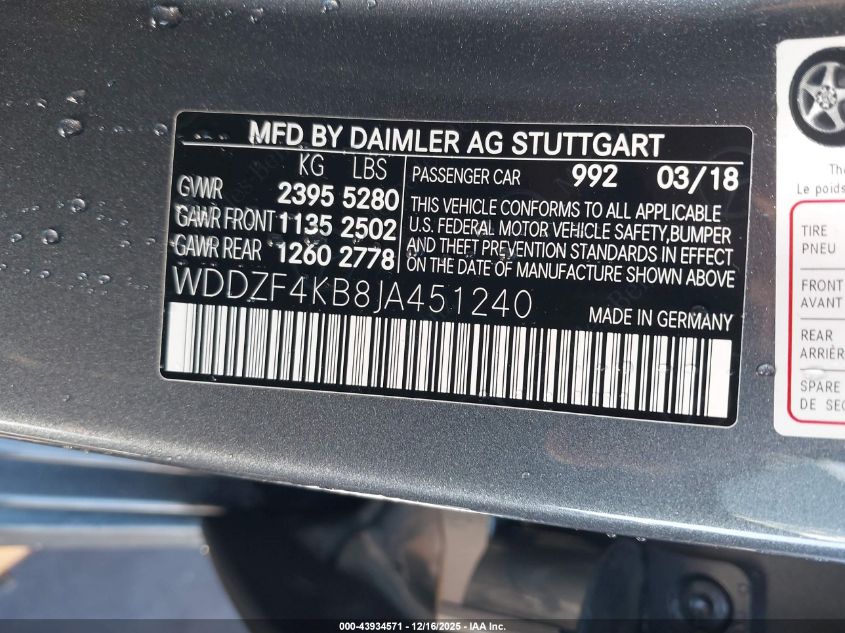 MFD BY DAIMLER AG STUTTGART
KG LBS
GVWR 2395 5280
GAWR FRONT 1135 2502
GAWR REAR 1260 2778
PASSENGER CAR 992 03/18
THIS VEHICLE CONFORMS TO ALL APPLICABLE
U.S. FEDERAL MOTOR VEHICLE SAFETY,BUMPER
AND THEFT PREVENTION STANDARDS IN EFFECT
ON THE DATE OF MANUFACTURE SHOWN ABOVE
WDDZF4KB8JA451240
MADE IN GERMANY
The
Le poids
TIRE
PNEU
FRONT
AVANT
REAR
ARRIÈR
SPARE
DE SEC
000-43934571 - 12/16/2025 - IAA, Inc.